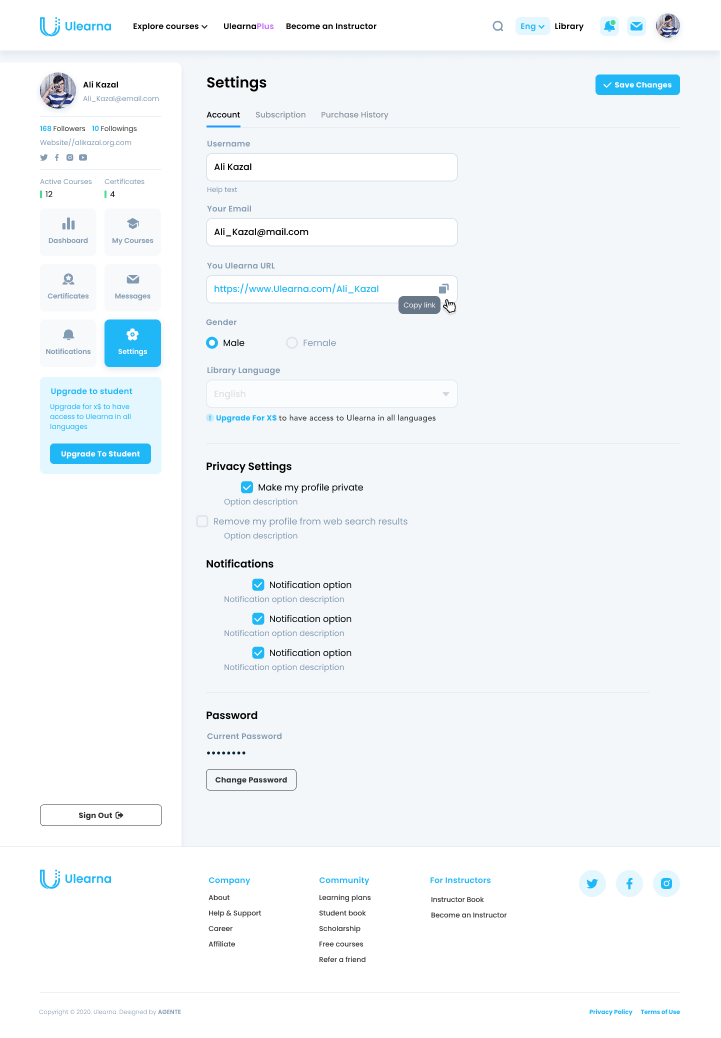 Ulearna
Explore courses
UlearnaPlus
Become an Instructor
Eng
Library
Ali Kazal
Ali_Kazal@email.com
168 Followers 10 Followings
Website//alikazal.org.com
Active Courses Certificates
12 4
Dashboard
My Courses
Certificates
Messages
Notifications
Settings
Upgrade to student
Upgrade for x$ to have
access to Ulearna in all
languages
Upgrade To Student
Sign Out
Settings
Save Changes
Account Subscription Purchase History
Username
Ali Kazal
Help text
Your Email
Ali_Kazal@mail.com
You Ulearna URL
https://www.Ulearna.com/Ali_Kazal
Copy link
Gender
Male Female
Library Language
English
Upgrade For X$ to have access to Ulearna in all languages
Privacy Settings
Make my profile private
Option description
Remove my profile from web search results
Option description
Notifications
Notification option
Notification option description
Notification option
Notification option description
Notification option
Notification option description
Password
Current Password
••••••••
Change Password
Ulearna
Company
About
Help & Support
Career
Affiliate
Community
Learning plans
Student book
Scholarship
Free courses
Refer a friend
For Instructors
Instructor Book
Become an Instructor
Copyright © 2020. Ulearna. Designed by AGENTE
Privacy Policy Terms of Use